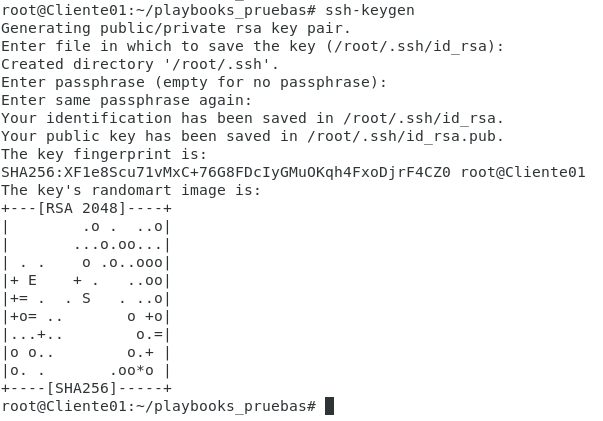 root@Cliente01:~/playbooks_pruebas# ssh-keygen
Generating public/private rsa key pair.
Enter file in which to save the key (/root/.ssh/id_rsa):
Created directory '/root/.ssh'.
Enter passphrase (empty for no passphrase):
Enter same passphrase again:
Your identification has been saved in /root/.ssh/id_rsa.
Your public key has been saved in /root/.ssh/id_rsa.pub.
The key fingerprint is:
SHA256:XF1e8Scu71vMxC+76G8FDcIyGMuOKqh4FxoDjrF4CZ0 root@Cliente01
The key's randomart image is:
+---[RSA 2048]----+
|        .o .  ..o|
|       ...o.oo...|
| . .    o .o..ooo|
|+ E    + .   ..oo|
|+= .  . S   . ..o|
|+o= ..       o +o|
|...+..        o.=|
|o o..        o.+ |
|o. .       .oo*o |
+----[SHA256]-----+
root@Cliente01:~/playbooks_pruebas#